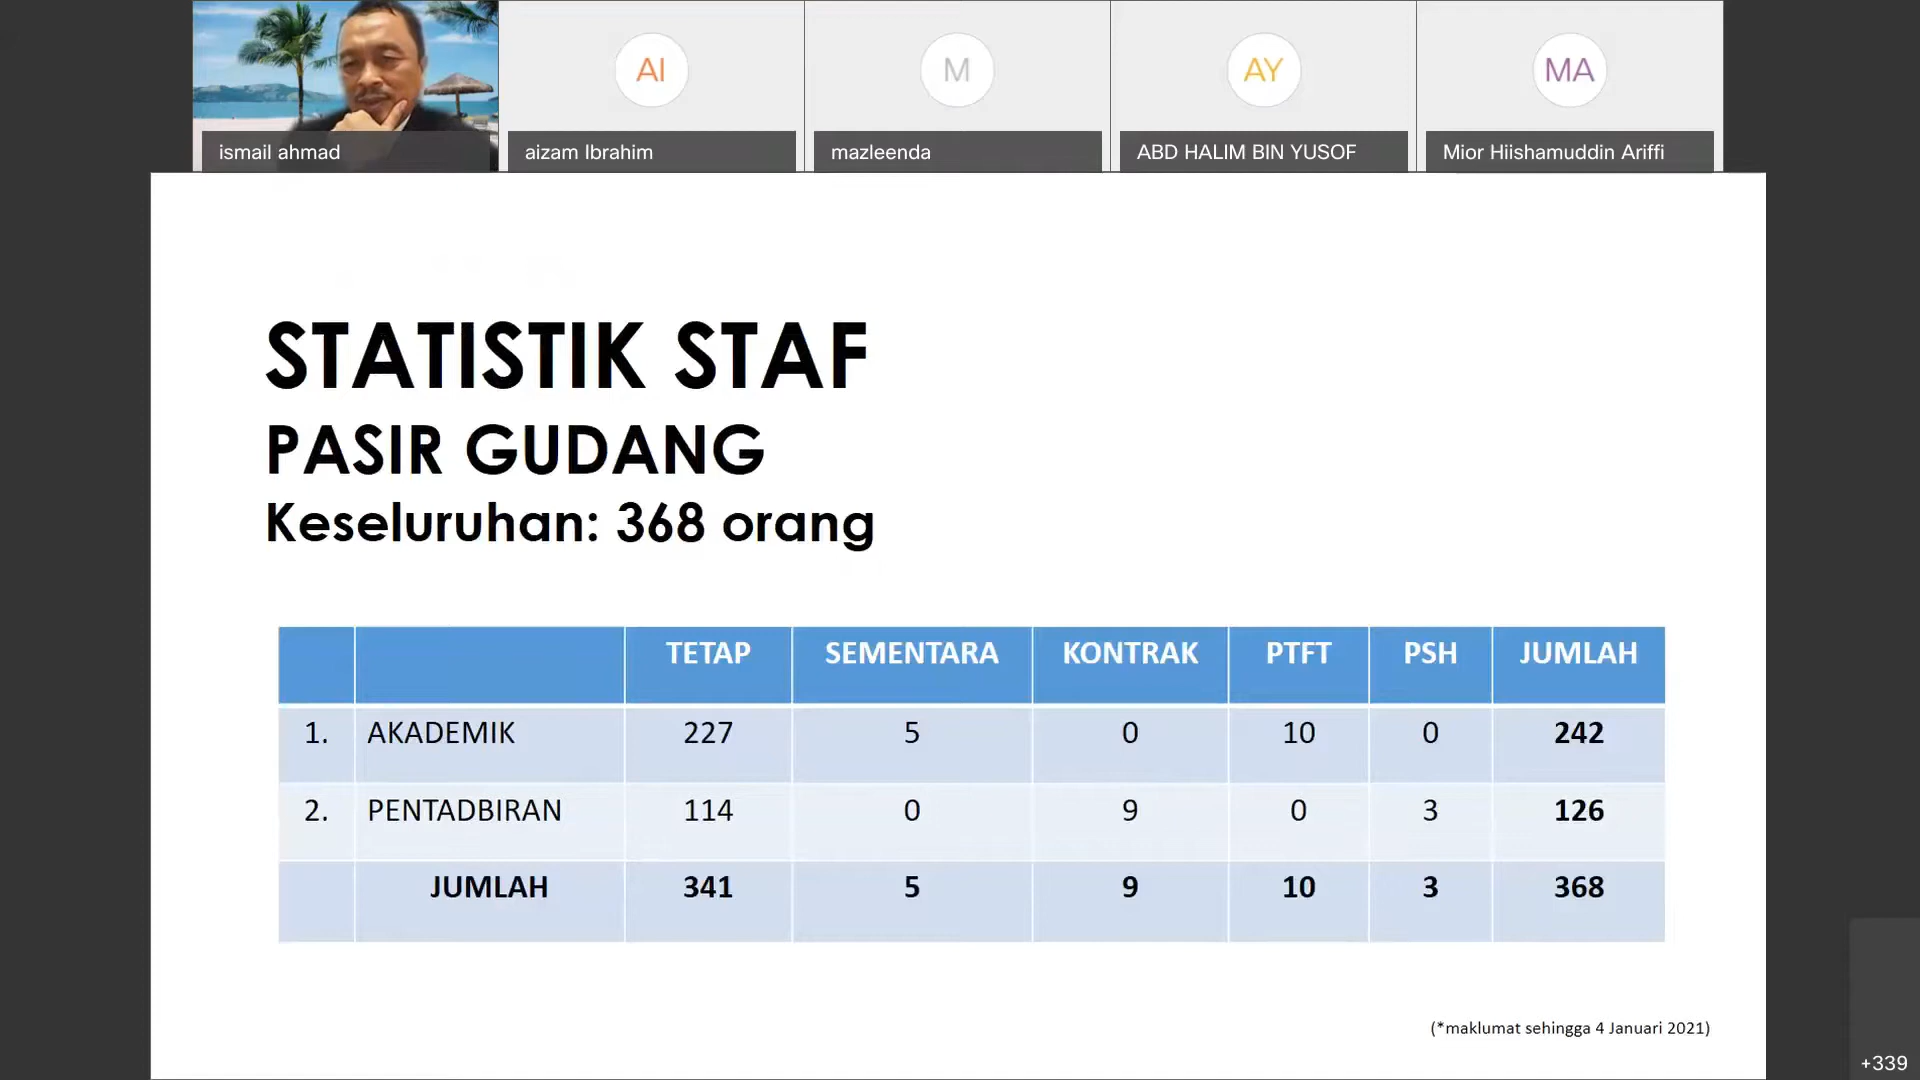 AI M AY MA
ismail ahmad aizam Ibrahim mazleenda ABD HALIM BIN YUSOF Mior Hiishamuddin Ariffi
STATISTIK STAF
PASIR GUDANG
Keseluruhan: 368 orang
TETAP SEMENTARA KONTRAK PTFT PSH JUMLAH
1. AKADEMIK 227 5 0 10 0 242
2. PENTADBIRAN 114 0 9 0 3 126
JUMLAH 341 5 9 10 3 368
(*maklumat sehingga 4 Januari 2021)
+339